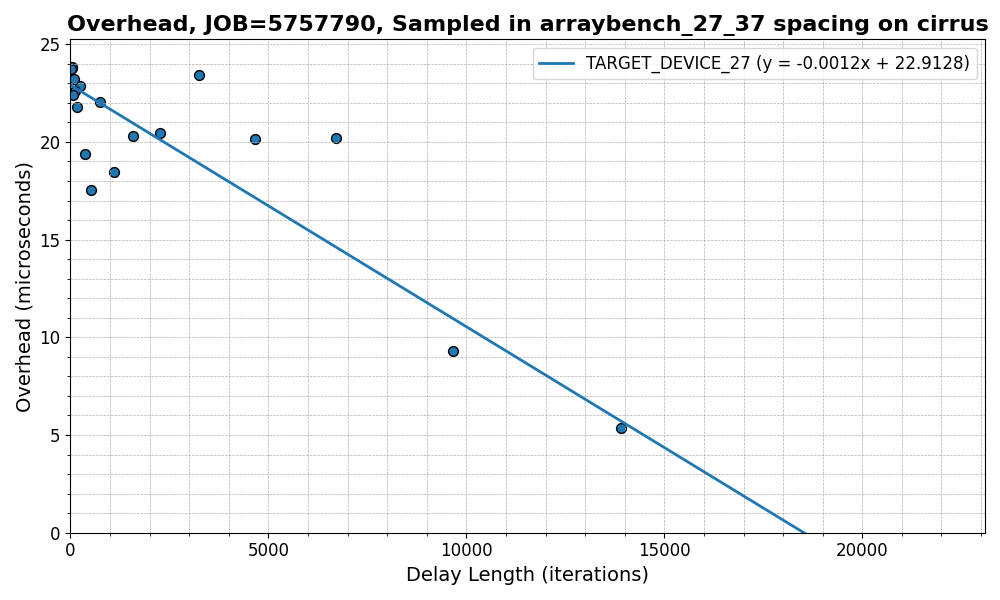 Overhead, JOB=5757790, Sampled in arraybench_27_37 spacing on cirrus
TARGET_DEVICE_27 (y = -0.0012x + 22.9128)
Overhead (microseconds)
25
20
15
10
5
0
0 5000 10000 15000 20000
Delay Length (iterations)